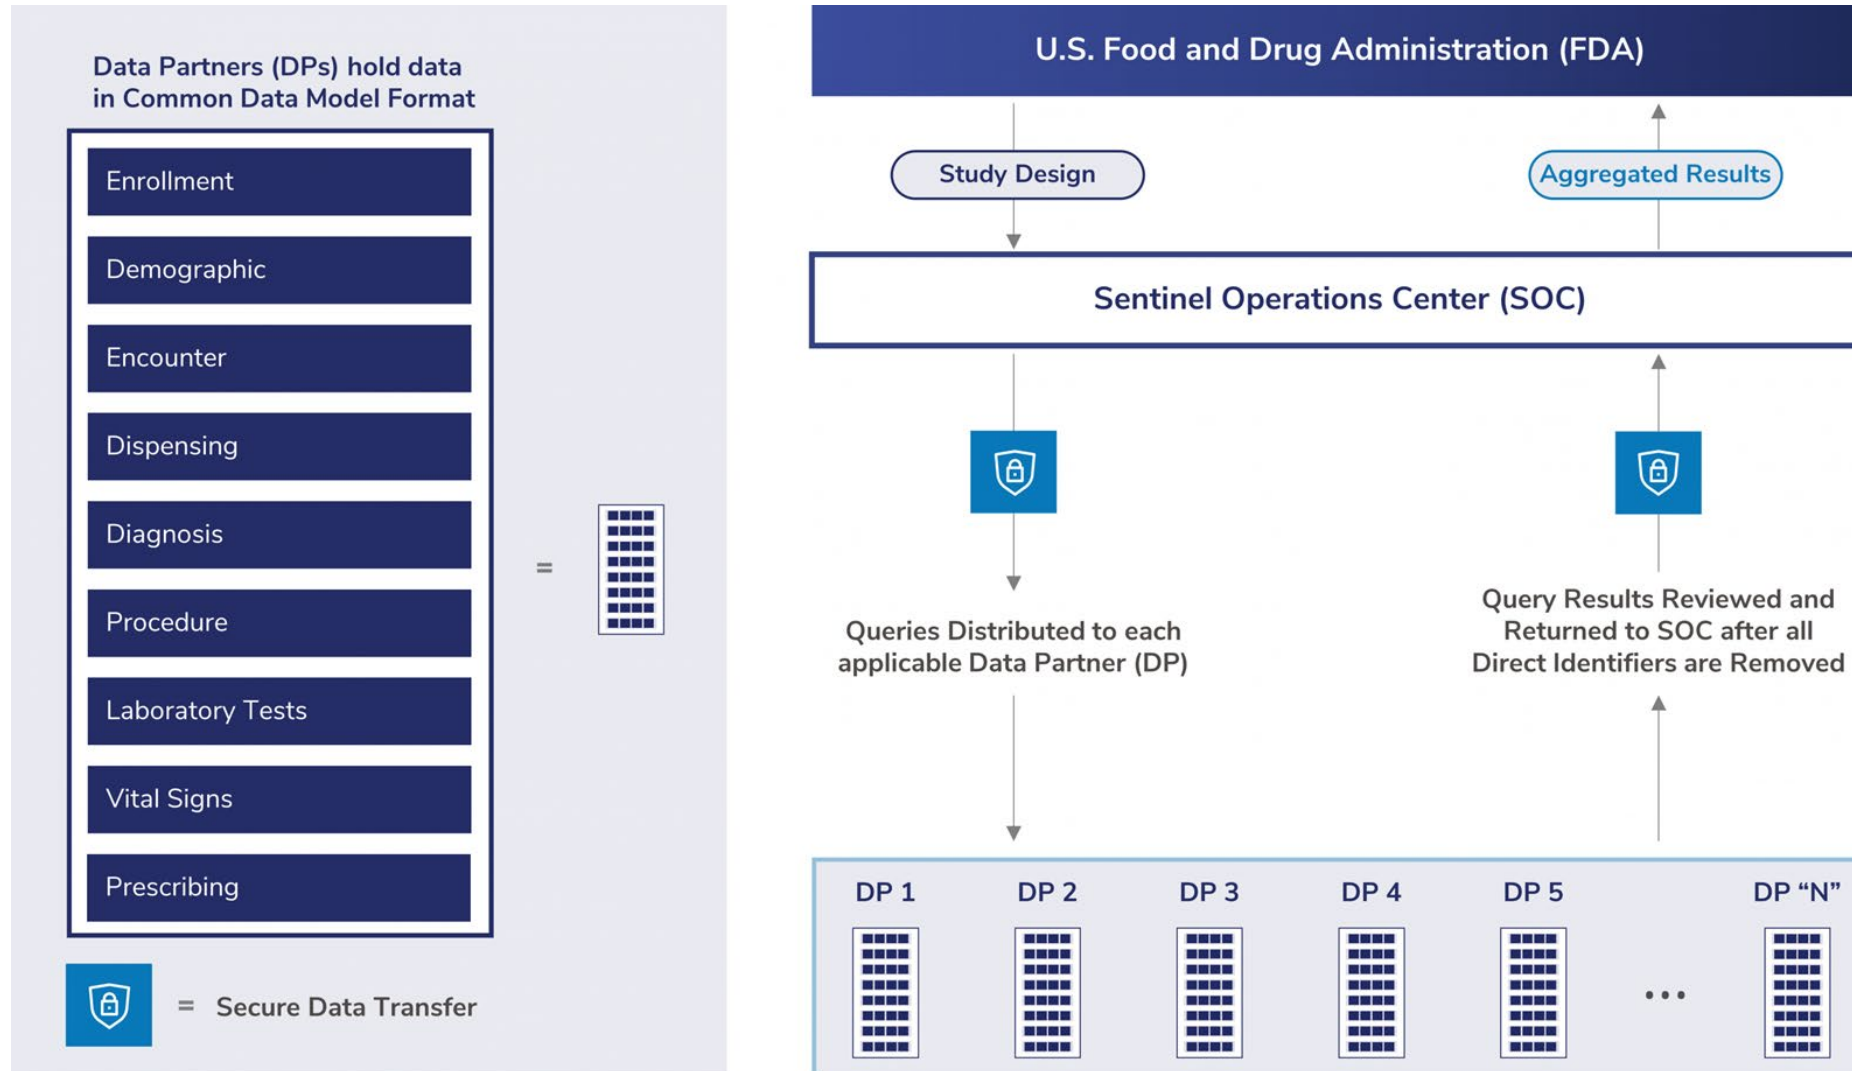 Data Partners (DPs) hold data
in Common Data Model Format
Enrollment
Demographic
Encounter
Dispensing
Diagnosis
Procedure
Laboratory Tests
Vital Signs
Prescribing
=
= Secure Data Transfer
U.S. Food and Drug Administration (FDA)
Study Design
Aggregated Results
Sentinel Operations Center (SOC)
Queries Distributed to each
applicable Data Partner (DP)
Query Results Reviewed and
Returned to SOC after all
Direct Identifiers are Removed
DP 1 DP 2 DP 3 DP 4 DP 5 DP “N”
...